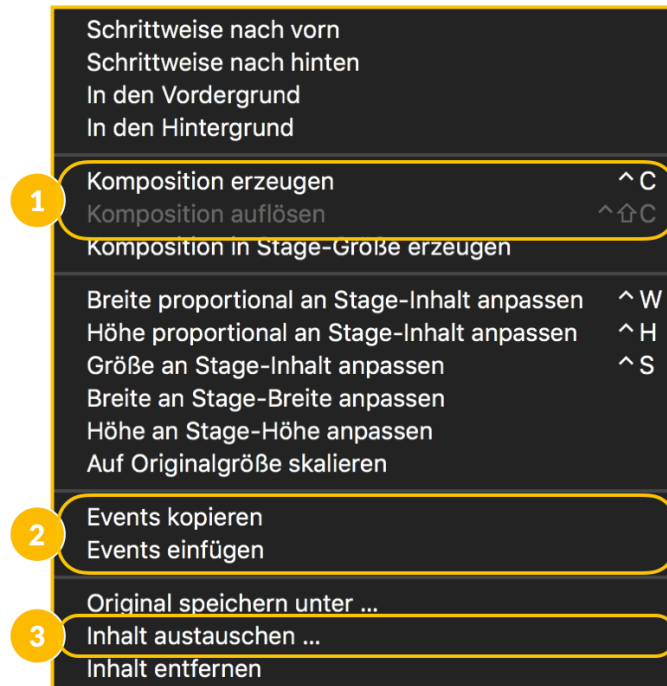 Schrittweise nach vorn
Schrittweise nach hinten
In den Vordergrund
In den Hintergrund
1
Komposition erzeugen ^ C
Komposition auflösen ^⇧C
Komposition in Stage-Größe erzeugen
Breite proportional an Stage-Inhalt anpassen ^ W
Höhe proportional an Stage-Inhalt anpassen ^ H
Größe an Stage-Inhalt anpassen ^ S
Breite an Stage-Breite anpassen
Höhe an Stage-Höhe anpassen
Auf Originalgröße skalieren
2
Events kopieren
Events einfügen
Original speichern unter ...
3 Inhalt austauschen ...
Inhalt entfernen